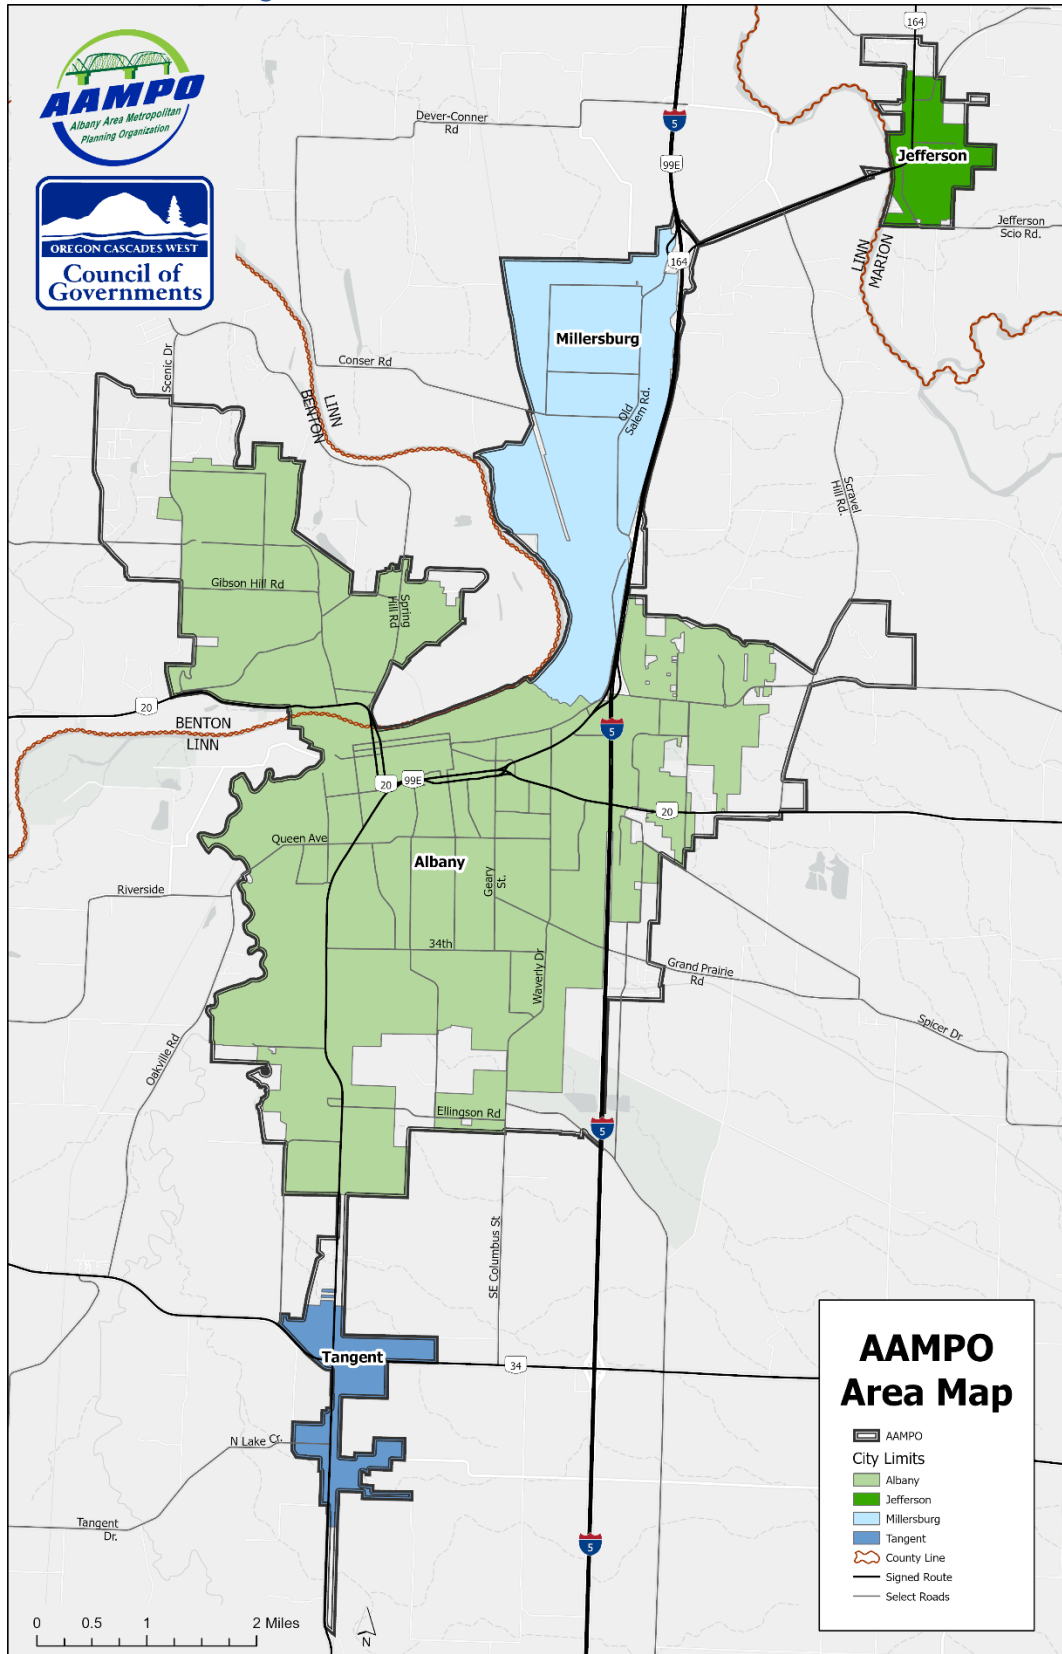 164
AAMPO
Albany Area Metropolitan
Planning Organization
OREGON CASCADES WEST
Council of
Governments
Dever-Conner
Rd
5
99E
Jefferson
Jefferson
Scio Rd.
LINN
MARION
164
Millersburg
Scenic Dr
Conser Rd
LINN
BENTON
Old
Salem Rd.
Scravel
Hill Rd.
Gibson Hill Rd
Spring
Hill Rd
20
BENTON
LINN
5
20
99E
20
Queen Ave
Albany
Geary
St.
Riverside
34th
Waverly Dr
Grand Prairie
Rd
Spicer Dr
Oakville Rd
Ellingson Rd
5
SE Columbus St
Tangent
34
N Lake Cr.
Tangent
Dr.
5
AAMPO
Area Map
AAMPO
City Limits
Albany
Jefferson
Millersburg
Tangent
County Line
Signed Route
Select Roads
0 0.5 1 2 Miles
N